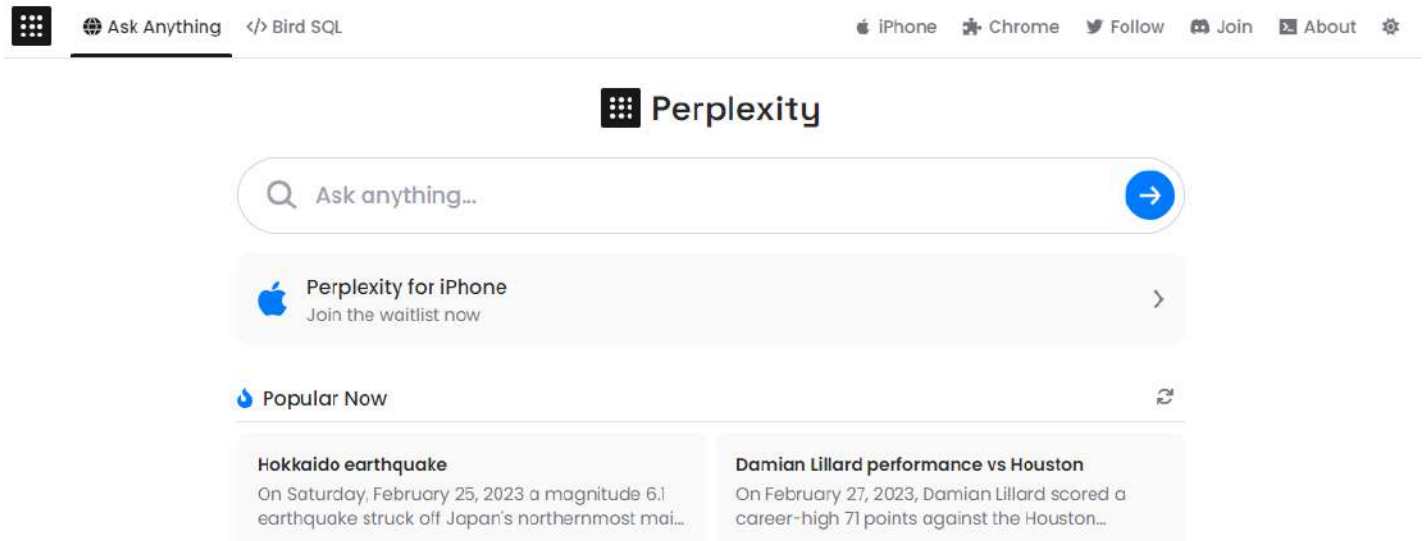 Ask Anything </> Bird SQL iPhone Chrome Follow Join About
Perplexity
Ask anything...
Perplexity for iPhone
Join the waitlist now
Popular Now
Hokkaido earthquake
On Saturday, February 25, 2023 a magnitude 6.1
earthquake struck off Japan's northernmost mai...
Damian Lillard performance vs Houston
On February 27, 2023, Damian Lillard scored a
career-high 71 points against the Houston...